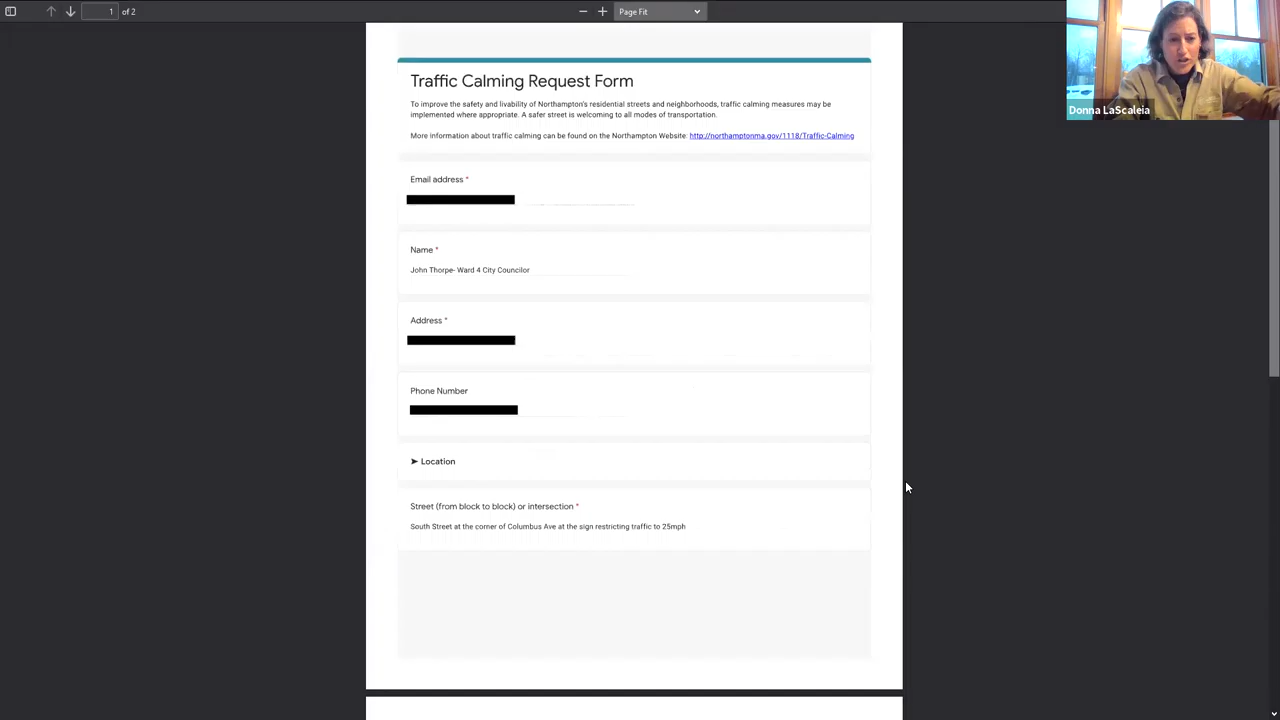 1 of 2
Page Fit
Donna LaScaleia
Traffic Calming Request Form
To improve the safety and livability of Northampton's residential streets and neighborhoods, traffic calming measures may be
implemented where appropriate. A safer street is welcoming to all modes of transportation.
More information about traffic calming can be found on the Northampton Website: http://northamptonma.gov/1118/Traffic-Calming
Email address *
Name *
John Thorpe- Ward 4 City Councilor
Address *
Phone Number
➤ Location
Street (from block to block) or intersection *
South Street at the corner of Columbus Ave at the sign restricting traffic to 25mph